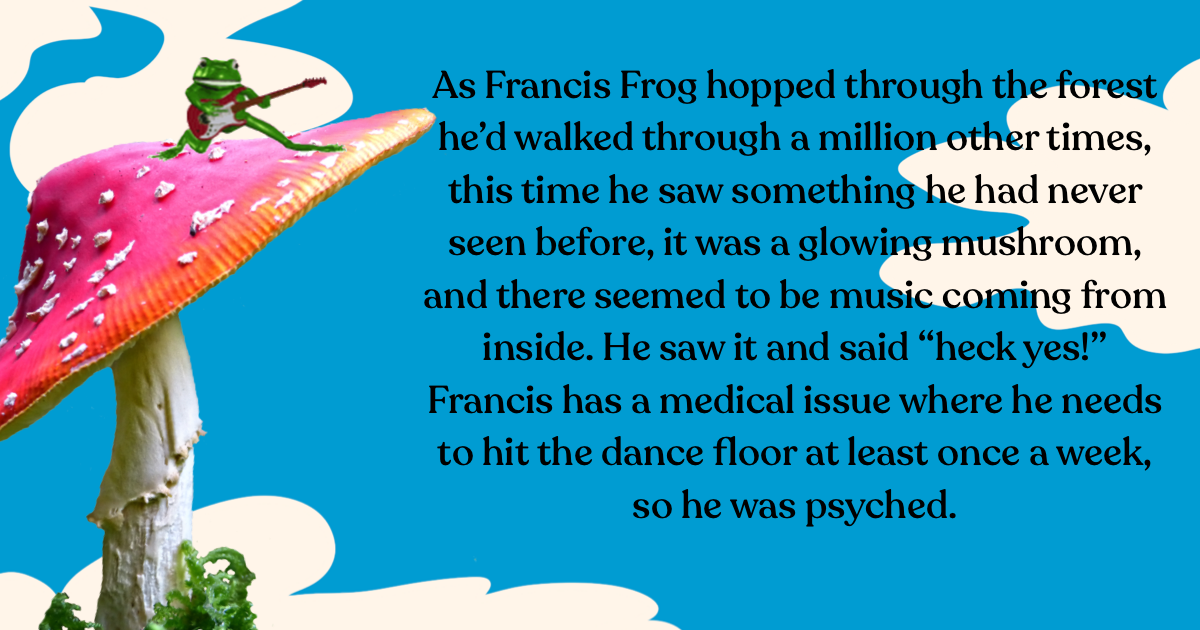 As Francis Frog hopped through the forest
he’d walked through a million other times,
this time he saw something he had never
seen before, it was a glowing mushroom,
and there seemed to be music coming from
inside. He saw it and said “heck yes!”
Francis has a medical issue where he needs
to hit the dance floor at least once a week,
so he was psyched.